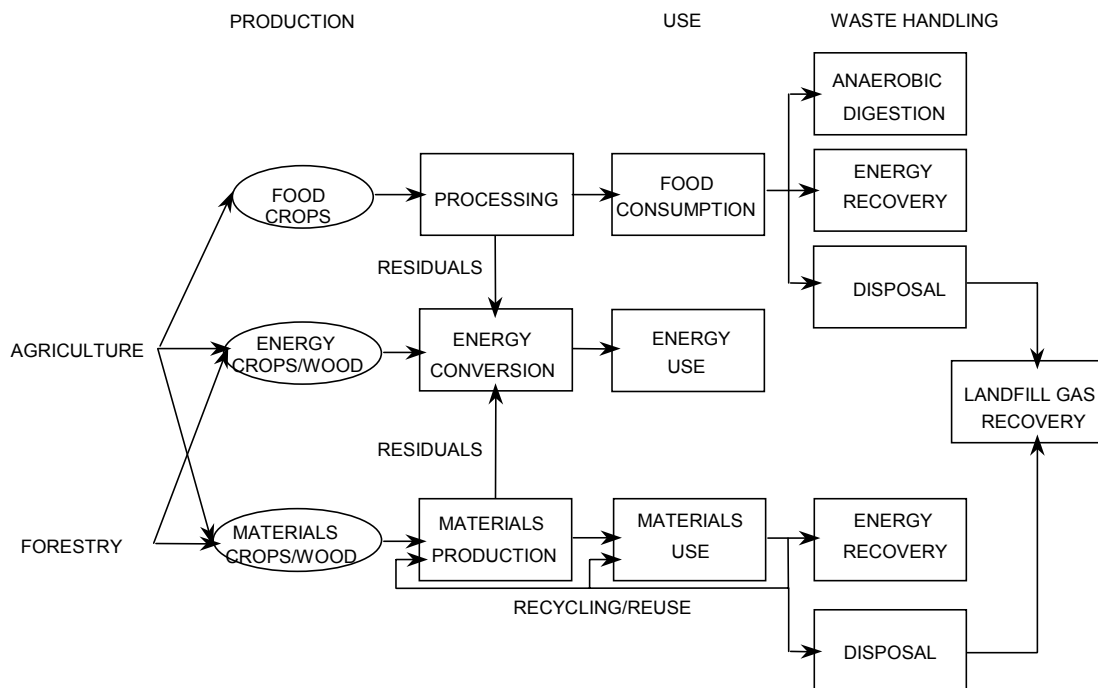 PRODUCTION
USE
WASTE HANDLING
ANAEROBIC
DIGESTION
FOOD
CROPS
PROCESSING
FOOD
CONSUMPTION
ENERGY
RECOVERY
RESIDUALS
DISPOSAL
AGRICULTURE
ENERGY
CROPS/WOOD
ENERGY
CONVERSION
ENERGY
USE
LANDFILL GAS
RECOVERY
RESIDUALS
FORESTRY
MATERIALS
CROPS/WOOD
MATERIALS
PRODUCTION
MATERIALS
USE
ENERGY
RECOVERY
RECYCLING/REUSE
DISPOSAL